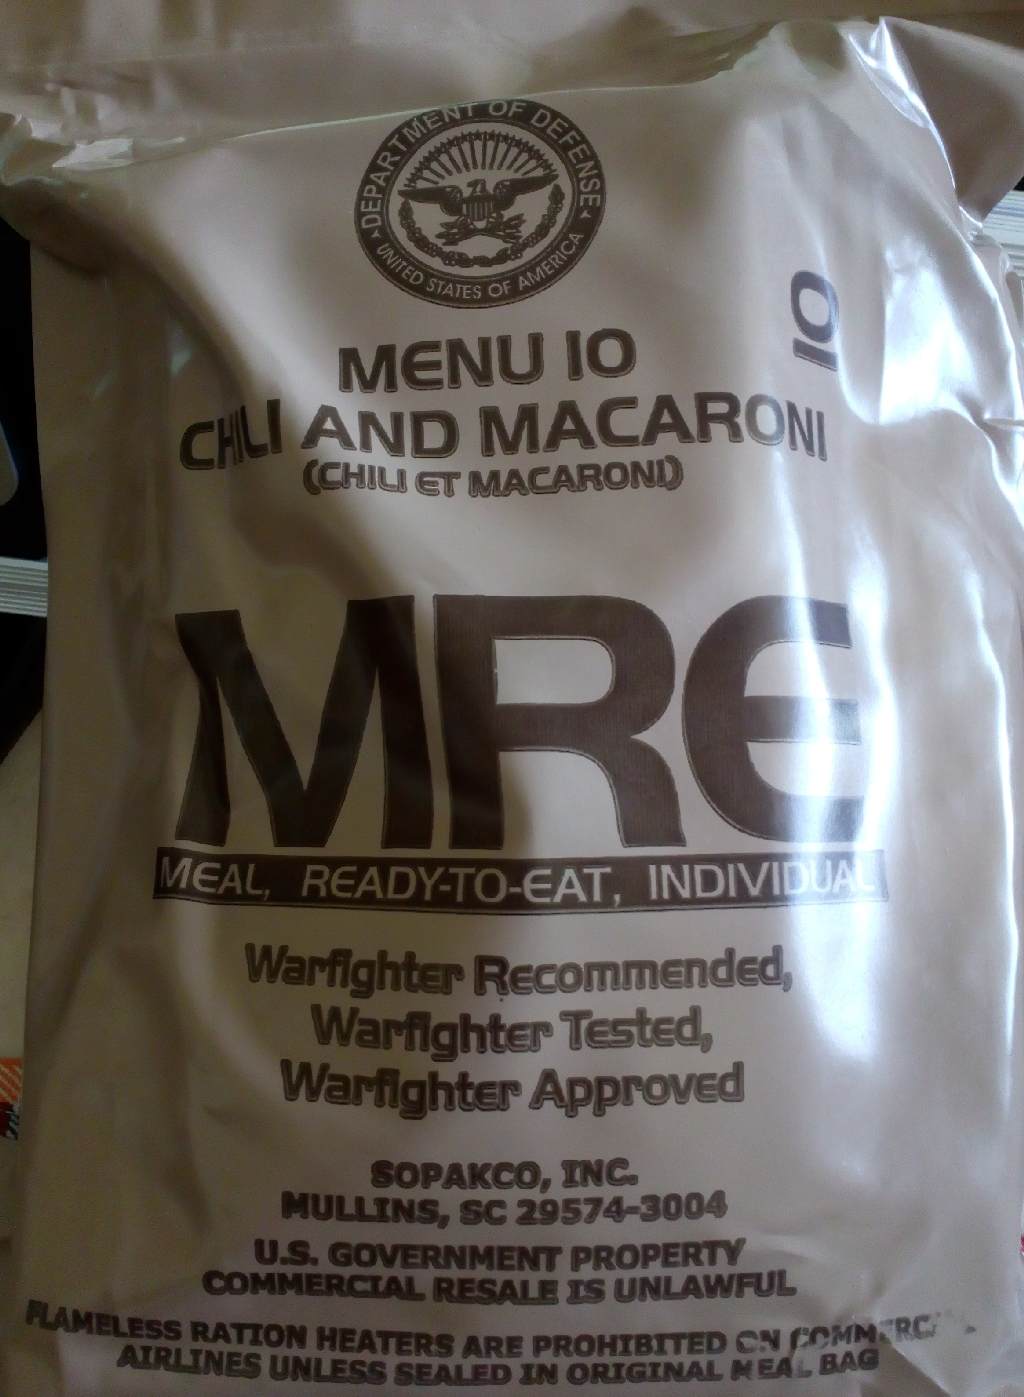 DEPARTMENT OF DEFENSE
UNITED STATES OF AMERICA
10
MENU 10
CHILI AND MACARONI
(CHILI ET MACARONI)
MRE
MEAL, READY-TO-EAT, INDIVIDUAL
Warfighter Recommended,
Warfighter Tested,
Warfighter Approved
SOPAKCO, INC.
MULLINS, SC 29574-3004
U.S. GOVERNMENT PROPERTY
COMMERCIAL RESALE IS UNLAWFUL
FLAMELESS RATION HEATERS ARE PROHIBITED ON
AIRLINES UNLESS SEALED IN ORIGINAL MEAL BAG